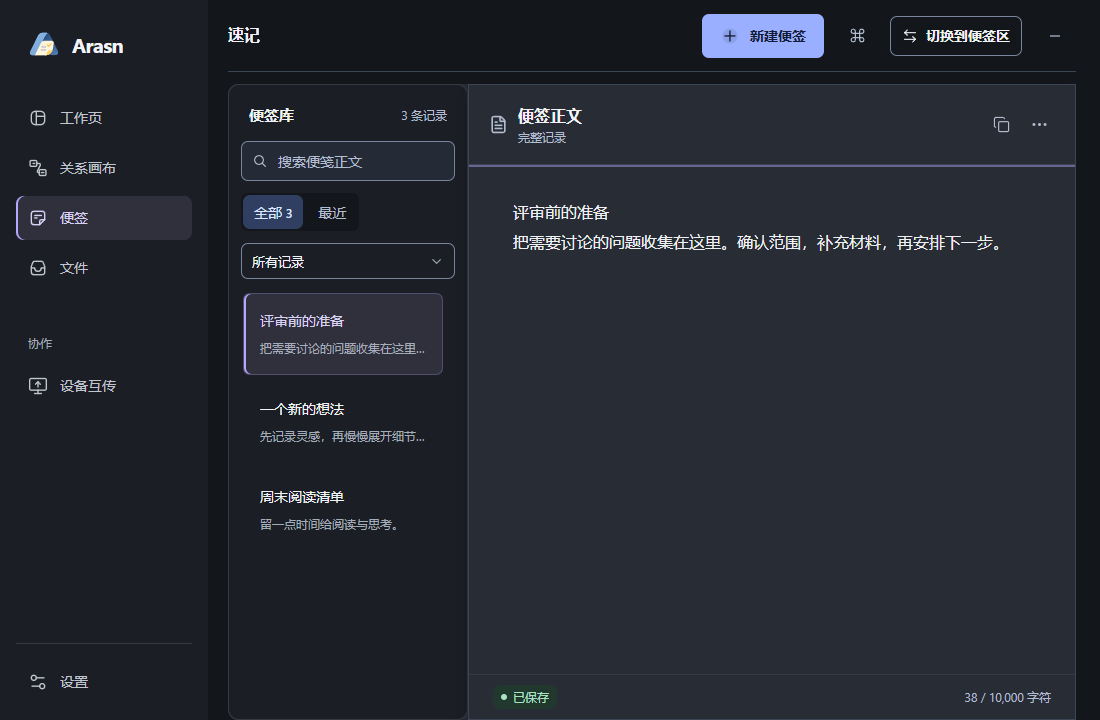 Arasn
工作页
关系画布
便签
文件
协作
设备互传
设置
速记
新建便签
切换到便签区
便签库
3 条记录
搜索便笺正文
全部 3
最近
所有记录
评审前的准备
把需要讨论的问题收集在这里...
一个新的想法
先记录灵感，再慢慢展开细节...
周末阅读清单
留一点时间给阅读与思考。
便签正文
完整记录
评审前的准备
把需要讨论的问题收集在这里。确认范围，补充材料，再安排下一步。
已保存
38 / 10,000 字符